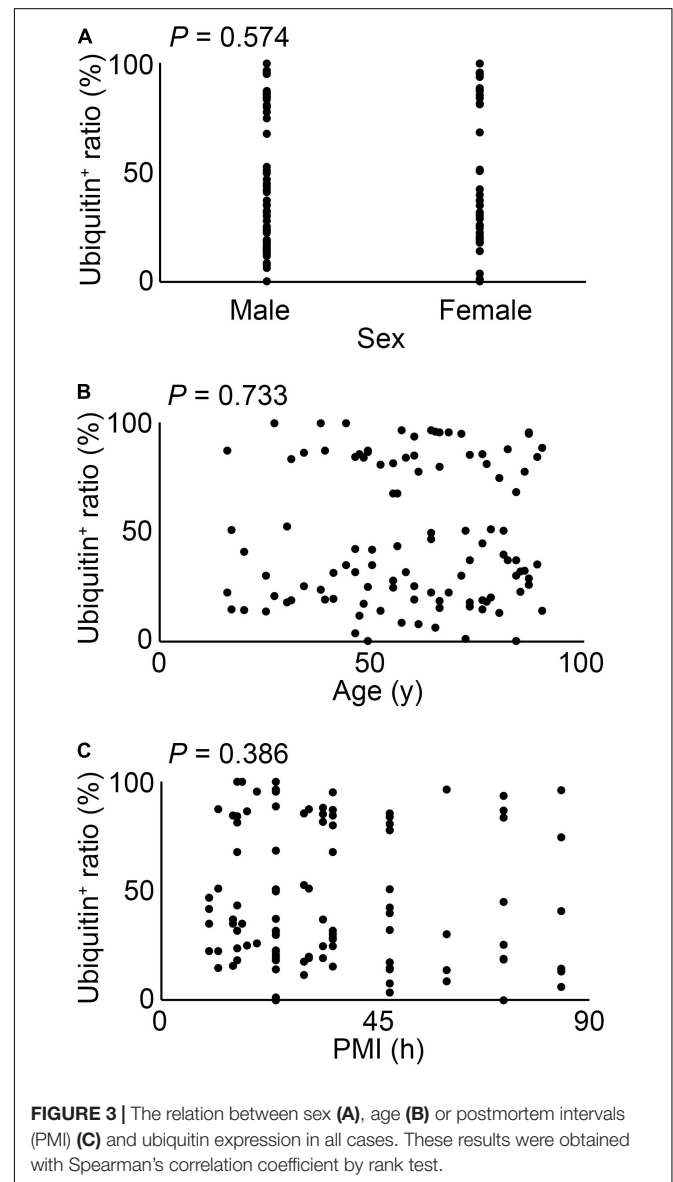 A
P = 0.574
Ubiquitin⁺ ratio (%)
100
50
0
Male
Female
Sex
B
P = 0.733
Ubiquitin⁺ ratio (%)
100
50
0
0
50
100
Age (y)
C
P = 0.386
Ubiquitin⁺ ratio (%)
100
50
0
0
45
90
PMI (h)
FIGURE 3 | The relation between sex (A), age (B) or postmortem intervals
(PMI) (C) and ubiquitin expression in all cases. These results were obtained
with Spearman's correlation coefficient by rank test.